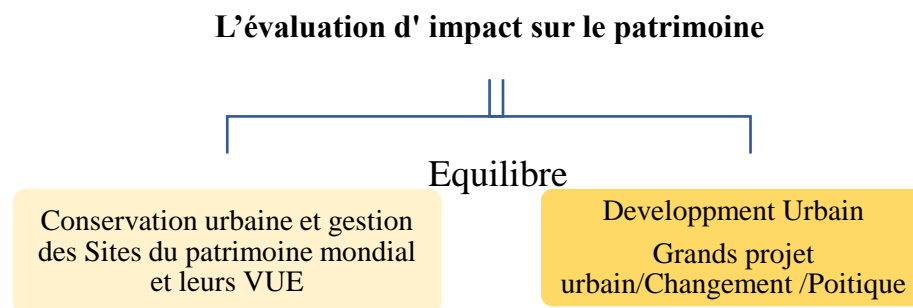 L'évaluation d' impact sur le patrimoine
Equilibre
Conservation urbaine et gestion
des Sites du patrimoine mondial
et leurs VUE
Developpment Urbain
Grands projet
urbain/Changement /Poitique